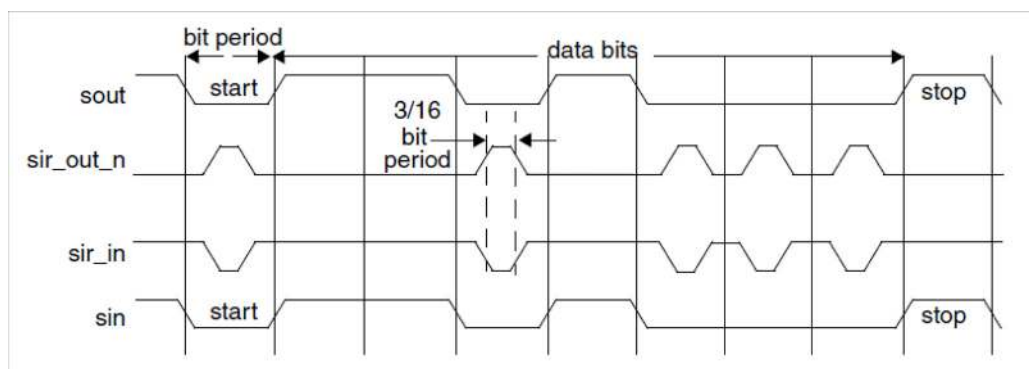 bit period
data bits
sout
start
stop
3/16
bit
period
sir_out_n
sir_in
sin
start
stop